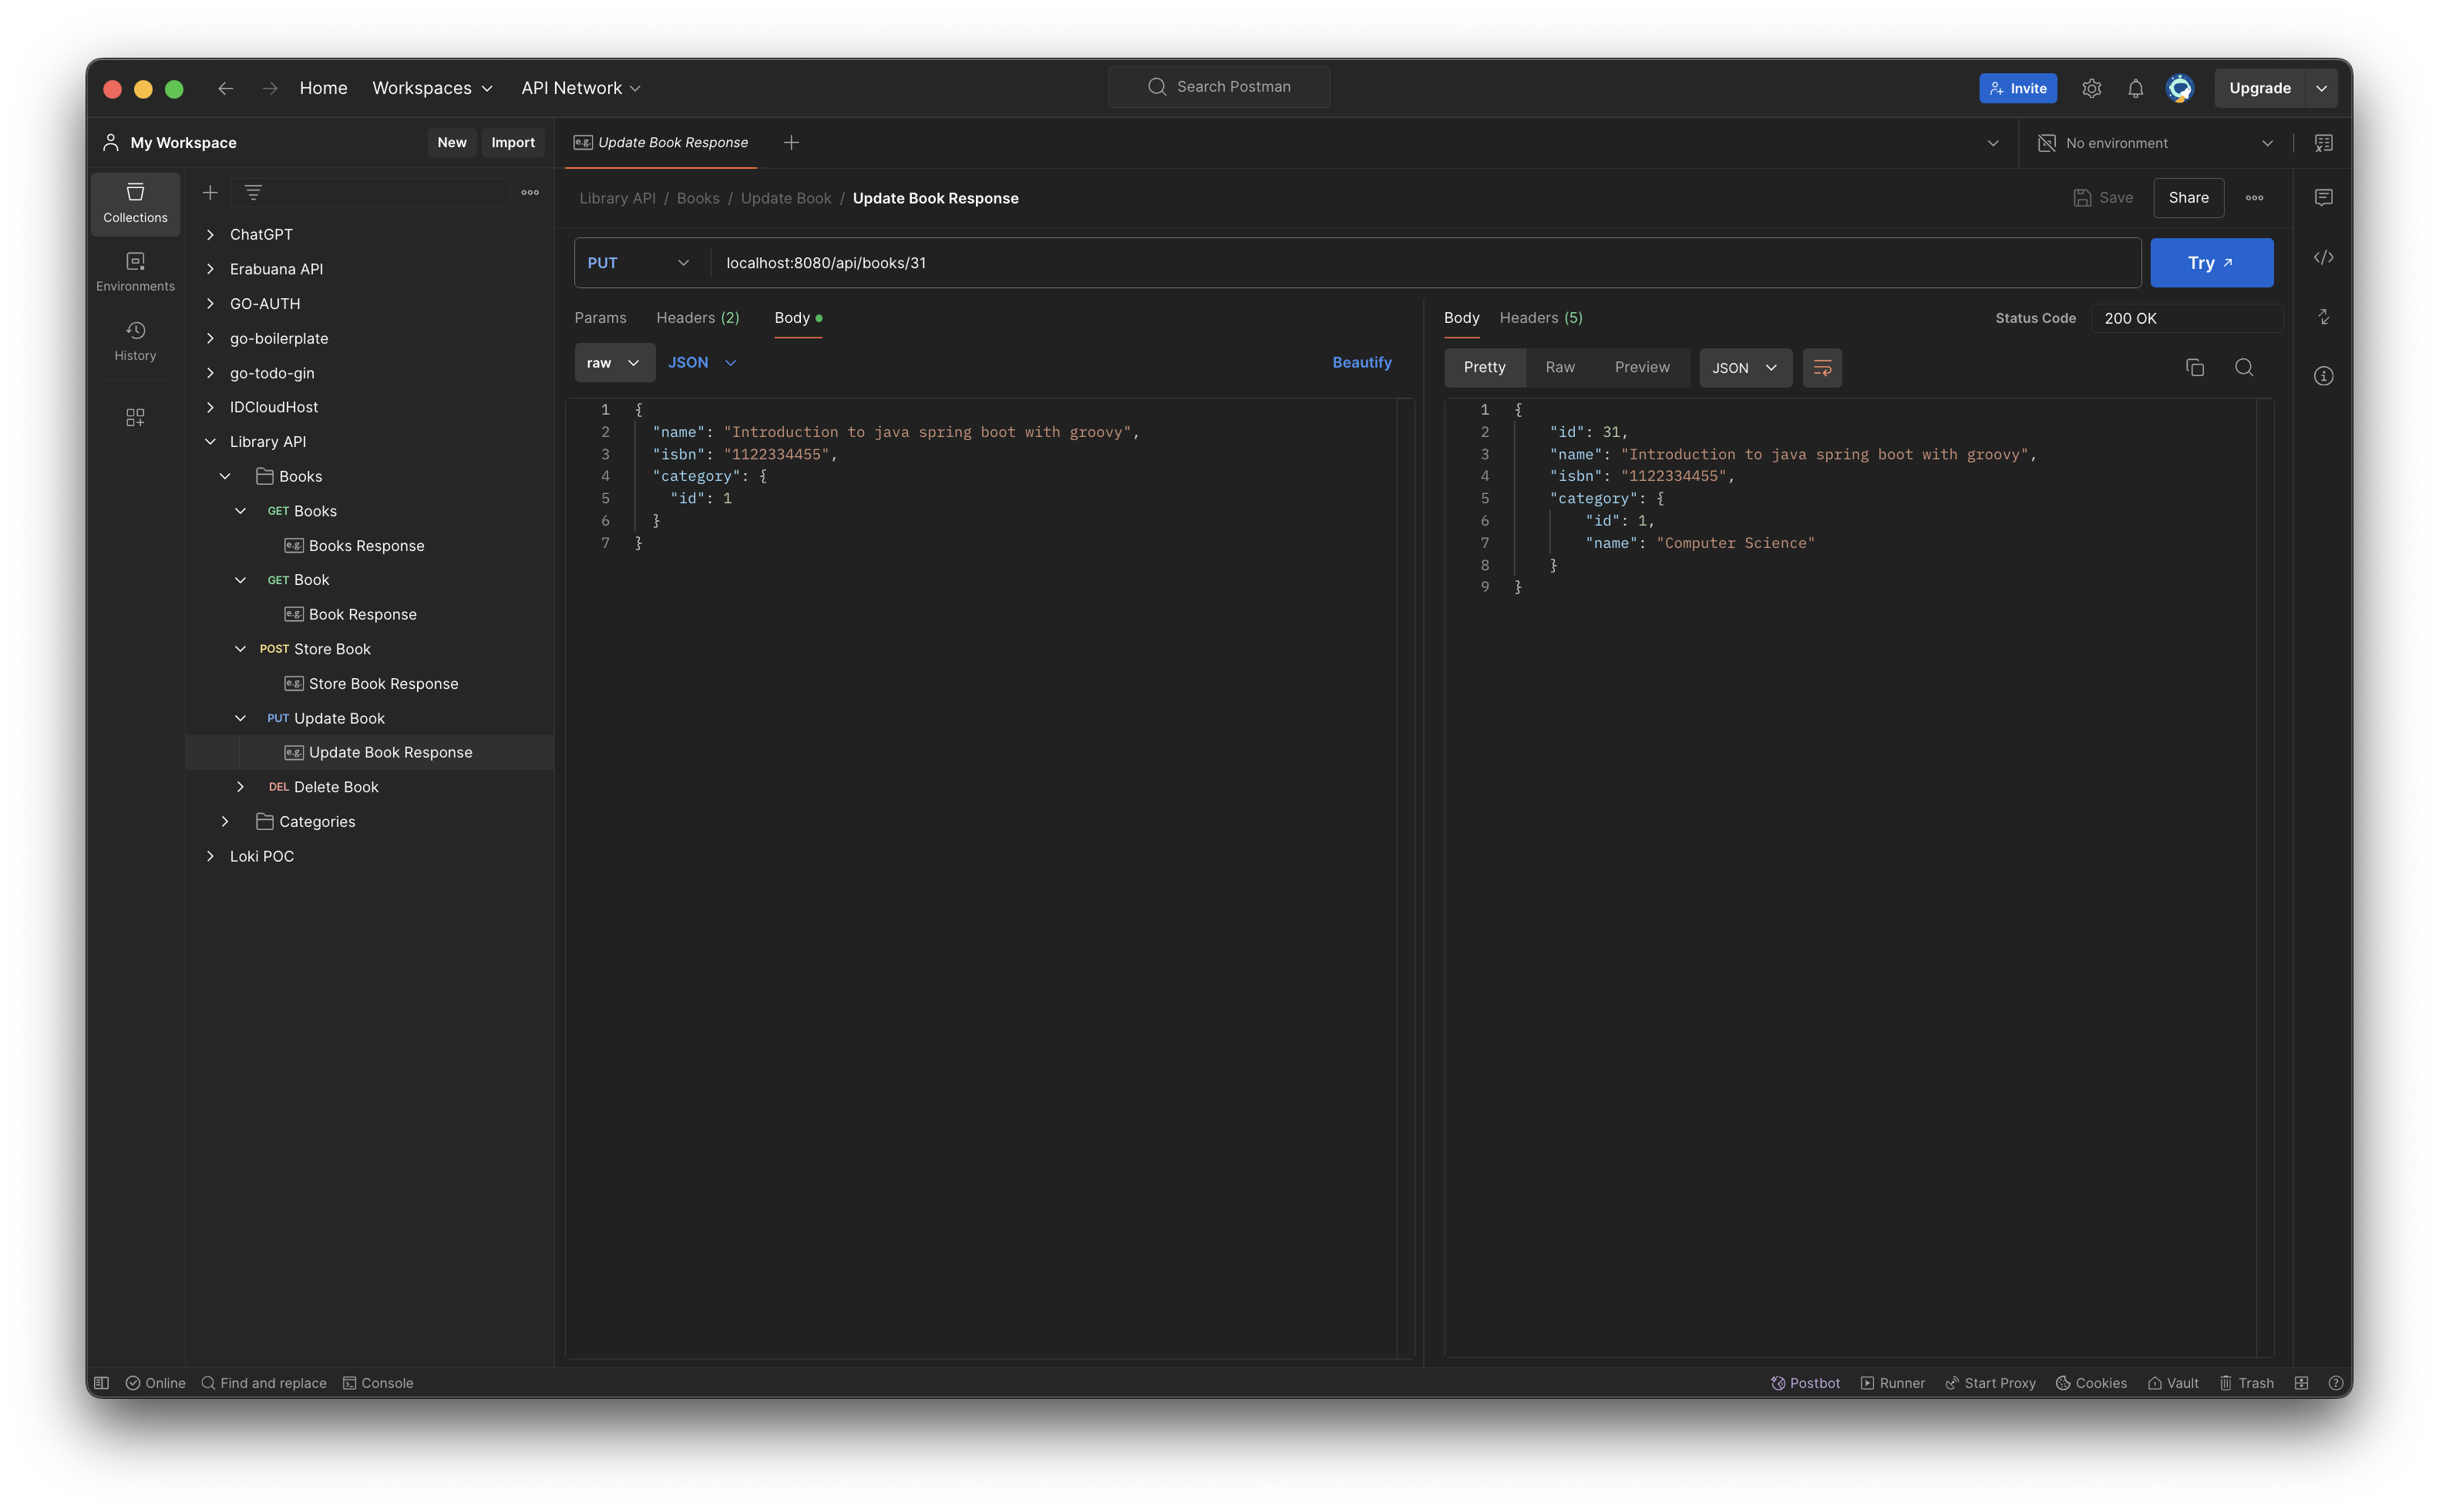 Home Workspaces API Network Search Postman Invite Upgrade
My Workspace New Import
e.g. Update Book Response No environment
Collections
Environments
History
ChatGPT
Erabuana API
GO-AUTH
go-boilerplate
go-todo-gin
IDCloudHost
Library API
Books
GET Books
e.g. Books Response
GET Book
e.g. Book Response
POST Store Book
e.g. Store Book Response
PUT Update Book
e.g. Update Book Response
DEL Delete Book
Categories
Loki POC
Library API / Books / Update Book / Update Book Response Save Share
PUT localhost:8080/api/books/31 Try
Params Headers (2) Body
raw JSON Beautify
1 {
2 "name": "Introduction to java spring boot with groovy",
3 "isbn": "1122334455",
4 "category": {
5 "id": 1
6 }
7 }
Body Headers (5) Status Code 200 OK
Pretty Raw Preview JSON
1 {
2 "id": 31,
3 "name": "Introduction to java spring boot with groovy",
4 "isbn": "1122334455",
5 "category": {
6 "id": 1,
7 "name": "Computer Science"
8 }
9 }
Online Find and replace Console Postbot Runner Start Proxy Cookies Vault Trash